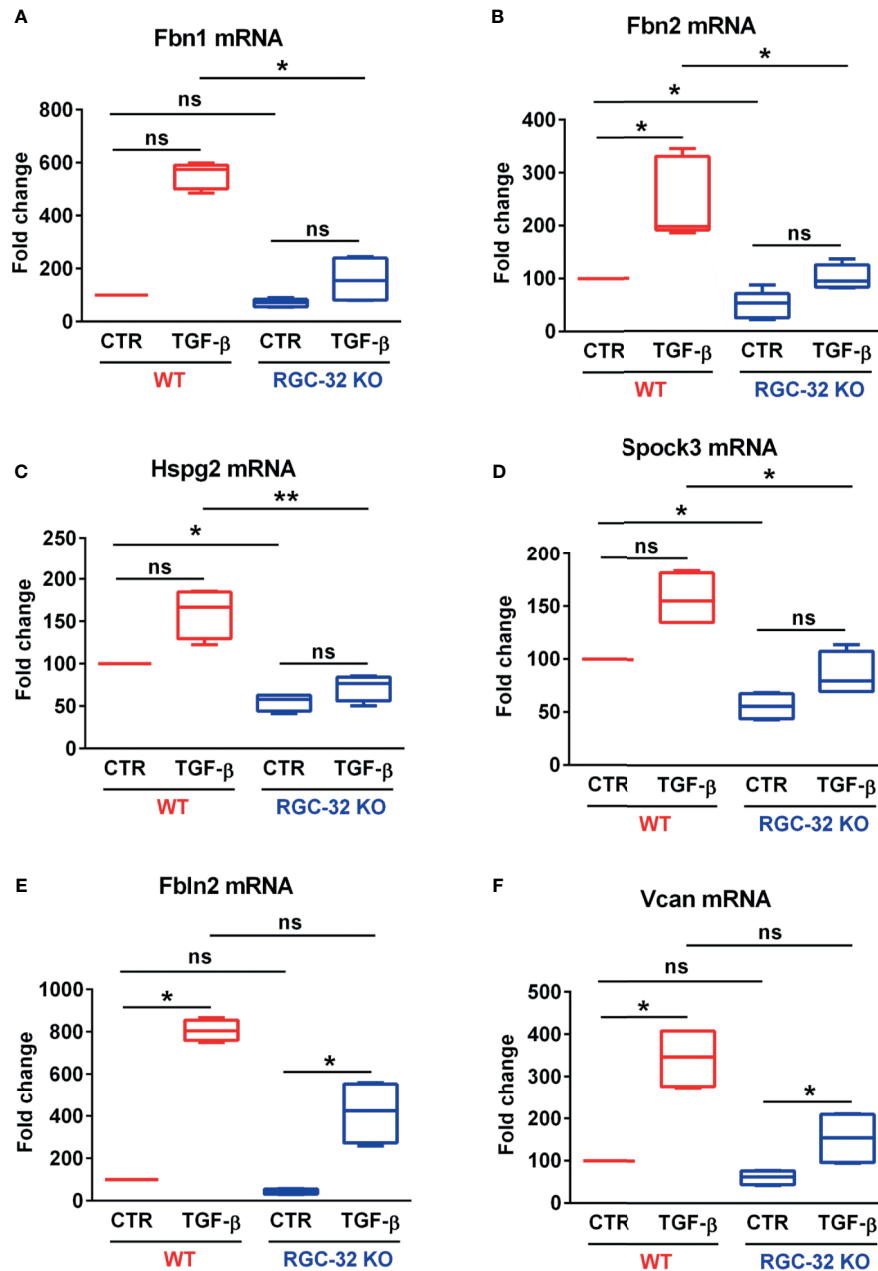 A
Fbn1 mRNA
*
ns
ns
Fold change
800
600
400
200
0
ns
CTR TGF-β CTR TGF-β
WT RGC-32 KO
B
Fbn2 mRNA
*
*
*
Fold change
400
300
200
100
0
ns
CTR TGF-β CTR TGF-β
WT RGC-32 KO
C
Hspg2 mRNA
**
*
ns
Fold change
250
200
150
100
50
0
ns
CTR TGF-β CTR TGF-β
WT RGC-32 KO
D
Spock3 mRNA
*
*
ns
Fold change
200
150
100
50
0
ns
CTR TGF-β CTR TGF-β
WT RGC-32 KO
E
Fbln2 mRNA
ns
ns
*
Fold change
1000
800
600
400
200
0
*
CTR TGF-β CTR TGF-β
WT RGC-32 KO
F
Vcan mRNA
ns
ns
*
Fold change
500
400
300
200
100
0
*
CTR TGF-β CTR TGF-β
WT RGC-32 KO